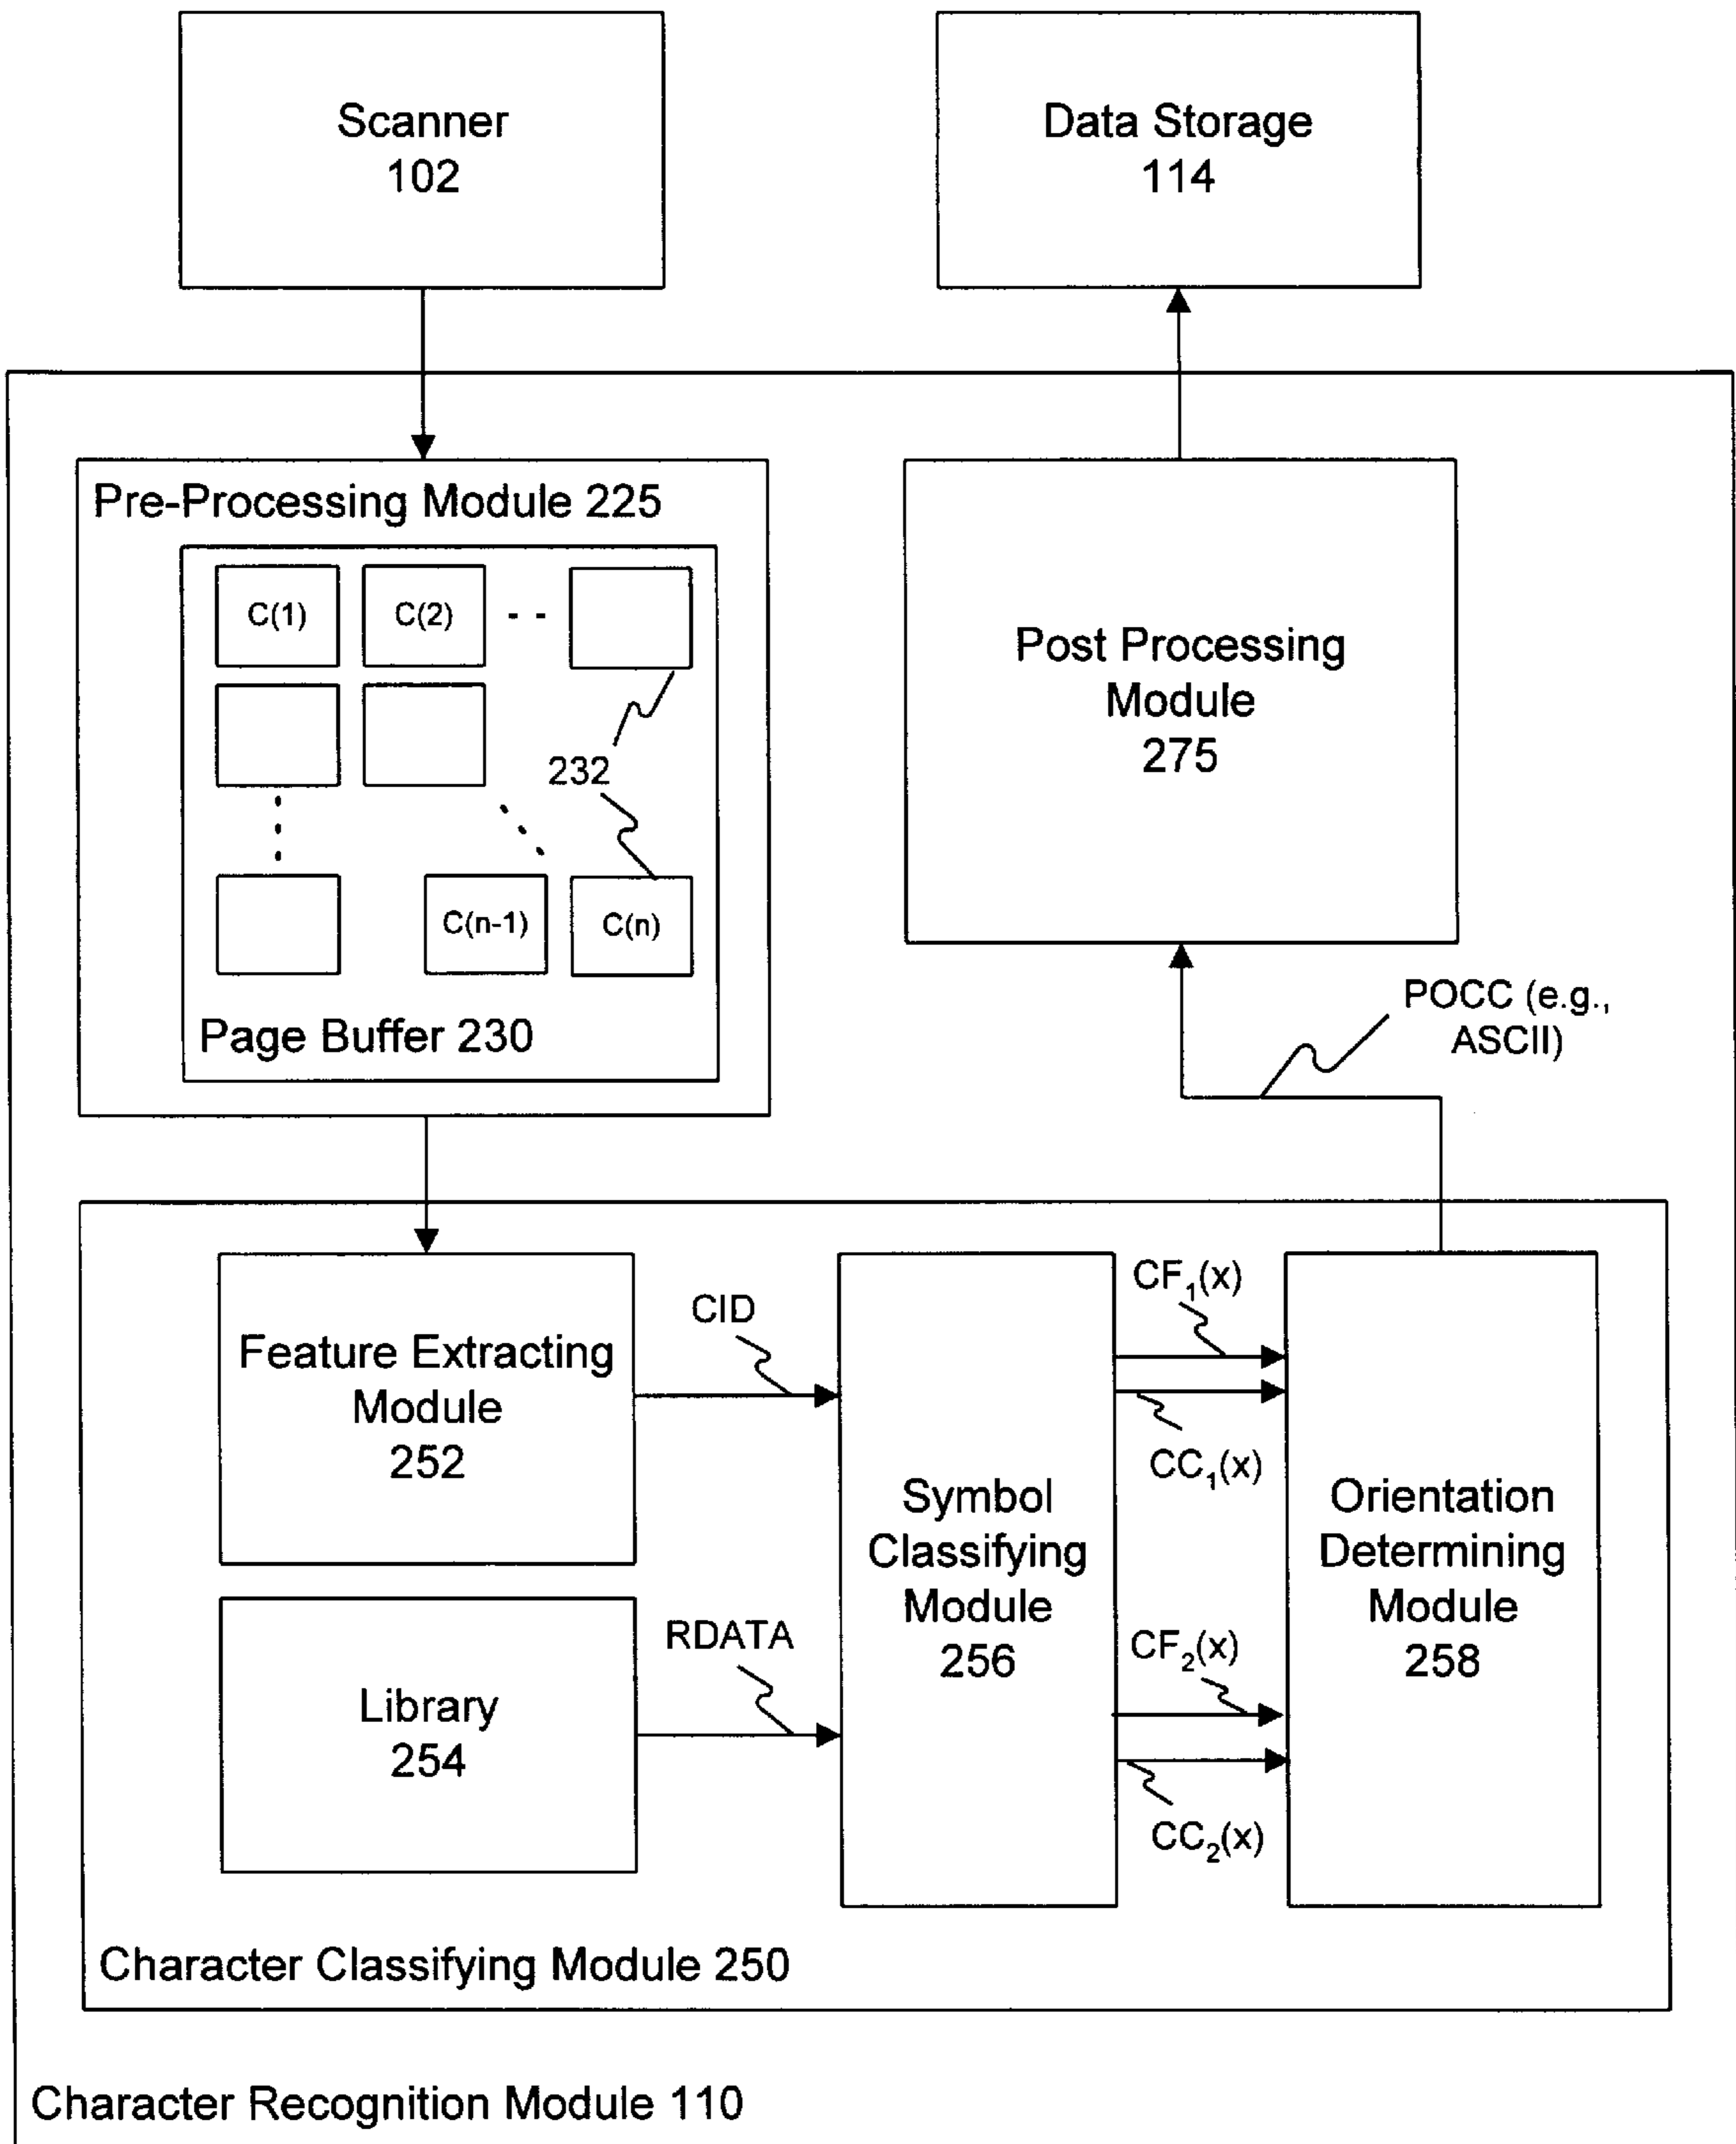 Scanner
102
Data Storage
114
Pre-Processing Module 225
C(1)
C(2)
232
C(n-1)
C(n)
Page Buffer 230
Post Processing
Module
275
POCC (e.g.,
ASCII)
Feature Extracting
Module
252
CID
Library
254
RDATA
Symbol
Classifying
Module
256
CF₁(x)
CC₁(x)
CF₂(x)
CC₂(x)
Orientation
Determining
Module
258
Character Classifying Module 250
Character Recognition Module 110